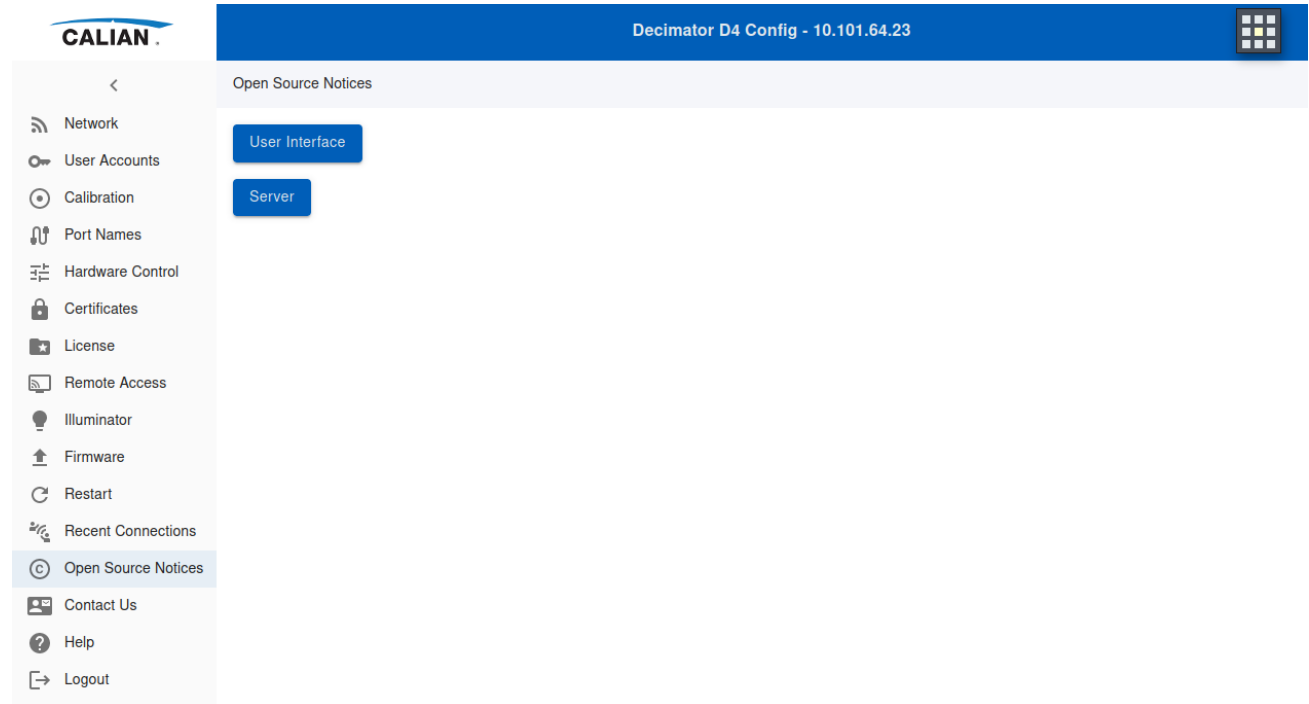 CALIAN.
Decimator D4 Config - 10.101.64.23
Open Source Notices
Network
User Accounts
Calibration
Port Names
Hardware Control
Certificates
License
Remote Access
Illuminator
Firmware
Restart
Recent Connections
Open Source Notices
Contact Us
Help
Logout
User Interface
Server